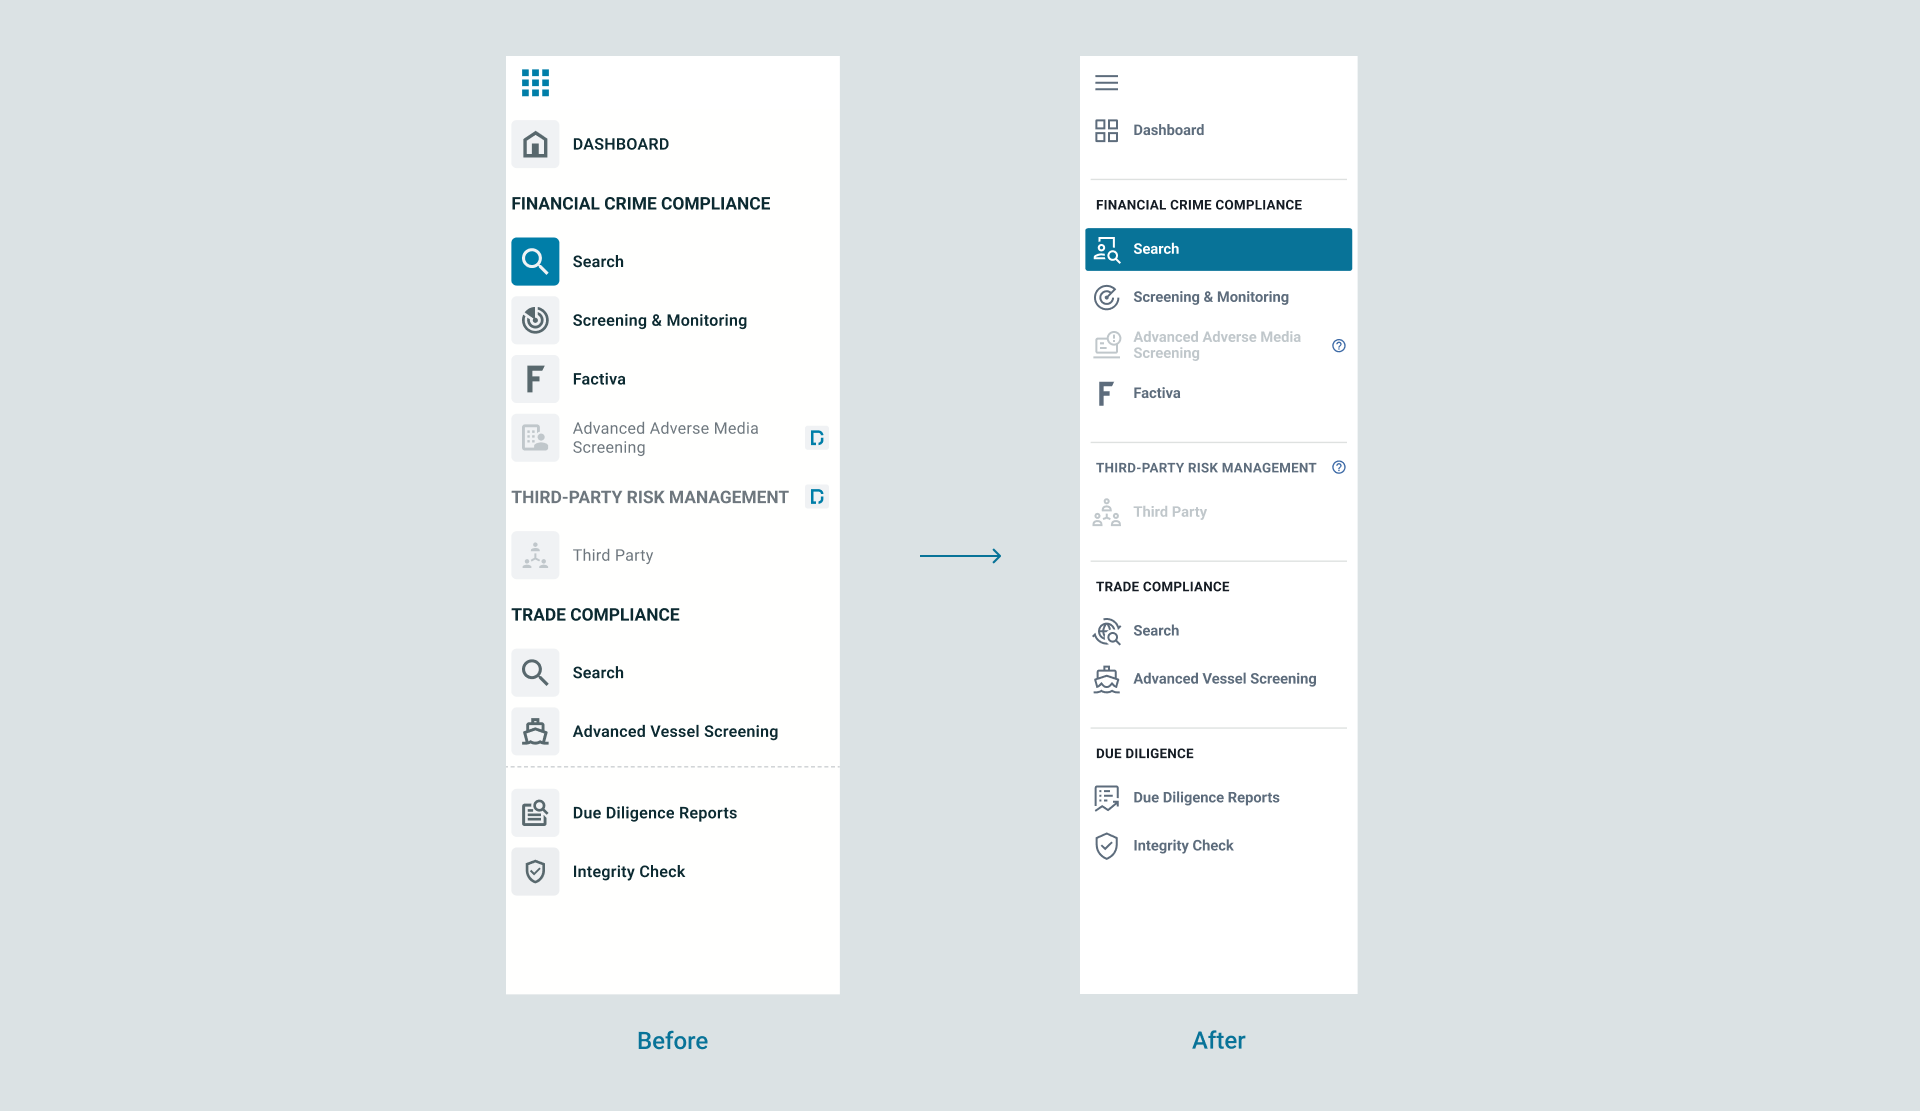 DASHBOARD
FINANCIAL CRIME COMPLIANCE
Search
Screening & Monitoring
Factiva
Advanced Adverse Media
Screening
THIRD-PARTY RISK MANAGEMENT
Third Party
TRADE COMPLIANCE
Search
Advanced Vessel Screening
Due Diligence Reports
Integrity Check
Before
Dashboard
FINANCIAL CRIME COMPLIANCE
Search
Screening & Monitoring
Advanced Adverse Media
Screening
Factiva
THIRD-PARTY RISK MANAGEMENT
Third Party
TRADE COMPLIANCE
Search
Advanced Vessel Screening
DUE DILIGENCE
Due Diligence Reports
Integrity Check
After